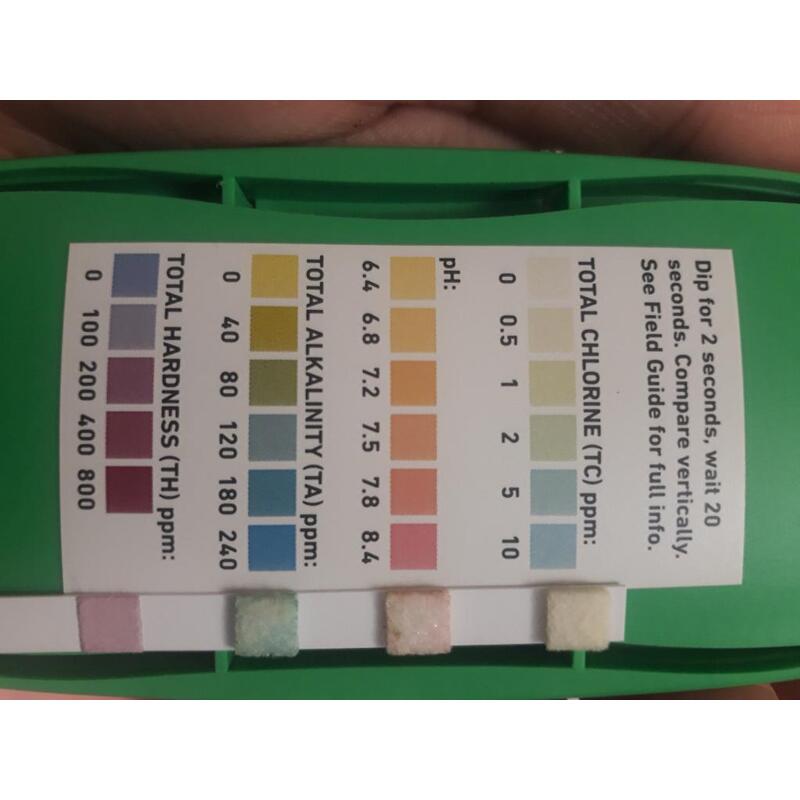 Dip for 2 seconds, wait 20
seconds. Compare vertically.
See Field Guide for full info.
TOTAL CHLORINE (TC) ppm:
0 0.5 1 2 5 10
pH:
6.4 6.8 7.2 7.5 7.8 8.4
TOTAL ALKALINITY (TA) ppm:
0 40 80 120 180 240
TOTAL HARDNESS (TH) ppm:
0 100 200 400 800